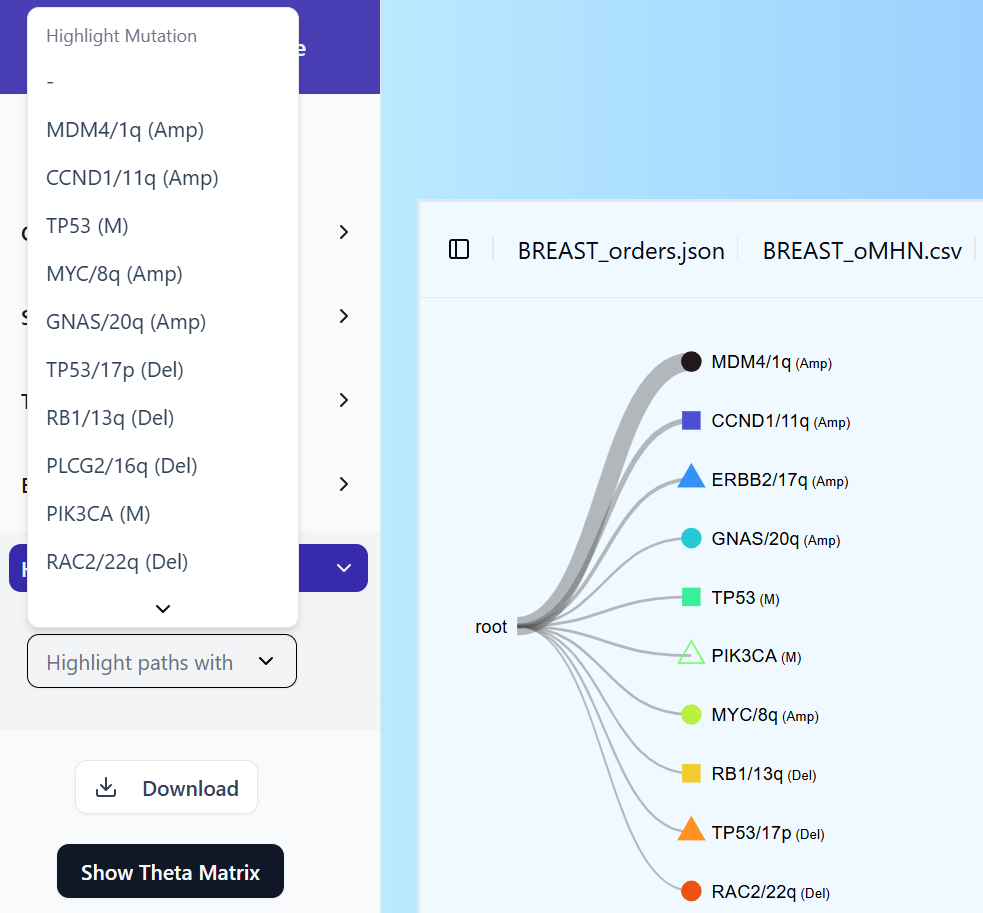 Highlight Mutation
-
MDM4/1q (Amp)
CCND1/11q (Amp)
TP53 (M)
MYC/8q (Amp)
GNAS/20q (Amp)
TP53/17p (Del)
RB1/13q (Del)
PLCG2/16q (Del)
PIK3CA (M)
RAC2/22q (Del)
Highlight paths with
Download
Show Theta Matrix
BREAST_orders.json
BREAST_oMHN.csv
root
MDM4/1q (Amp)
CCND1/11q (Amp)
ERBB2/17q (Amp)
GNAS/20q (Amp)
TP53 (M)
PIK3CA (M)
MYC/8q (Amp)
RB1/13q (Del)
TP53/17p (Del)
RAC2/22q (Del)